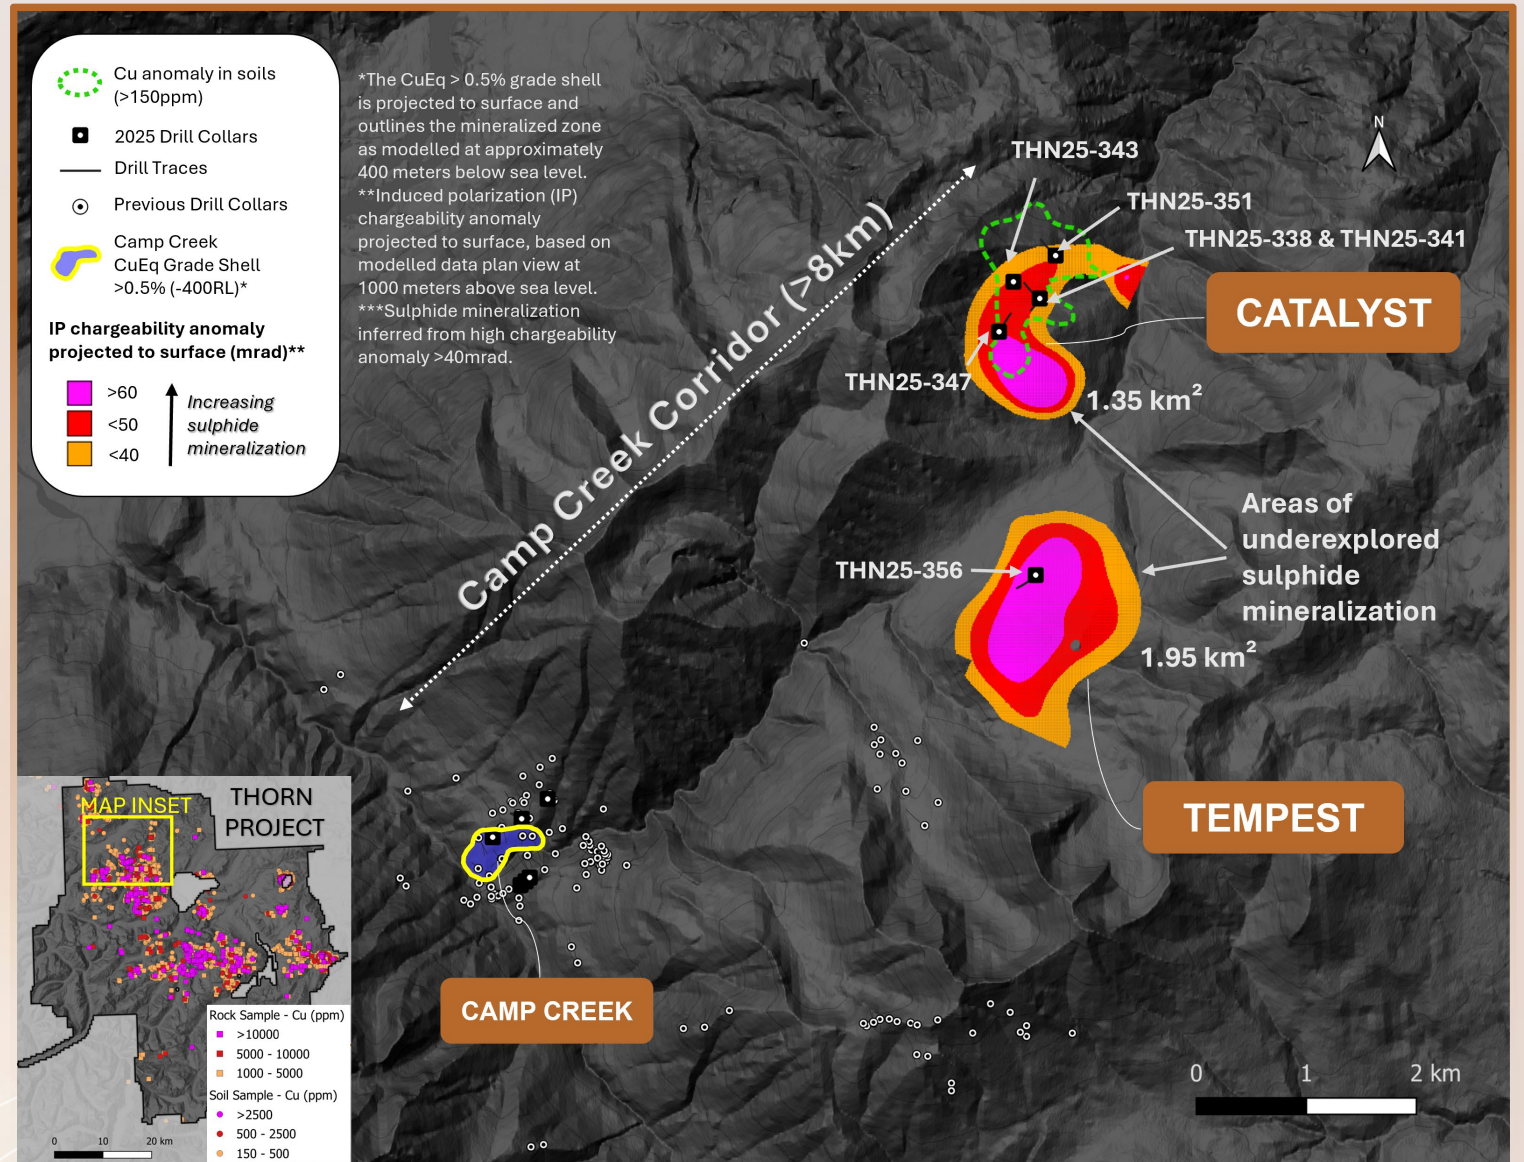 Cu anomaly in soils
(>150ppm)
2025 Drill Collars
Drill Traces
Previous Drill Collars
Camp Creek
CuEq Grade Shell
>0.5% (-400RL)*
IP chargeability anomaly
projected to surface (mrad)**
>60
<50
<40
Increasing
sulphide
mineralization
*The CuEq > 0.5% grade shell
is projected to surface and
outlines the mineralized zone
as modelled at approximately
400 meters below sea level.
**Induced polarization (IP)
chargeability anomaly
projected to surface, based on
modelled data plan view at
1000 meters above sea level.
***Sulphide mineralization
inferred from high chargeability
anomaly >40mrad.
Camp Creek Corridor (>8km)
N
THN25-343
THN25-351
THN25-338 & THN25-341
CATALYST
THN25-347
1.35 km²
Areas of
underexplored
sulphide
mineralization
THN25-356
1.95 km²
TEMPEST
CAMP CREEK
0 1 2 km
MAP INSET
THORN
PROJECT
Rock Sample - Cu (ppm)
>10000
5000 - 10000
1000 - 5000
Soil Sample - Cu (ppm)
>2500
500 - 2500
150 - 500
0 10 20 km